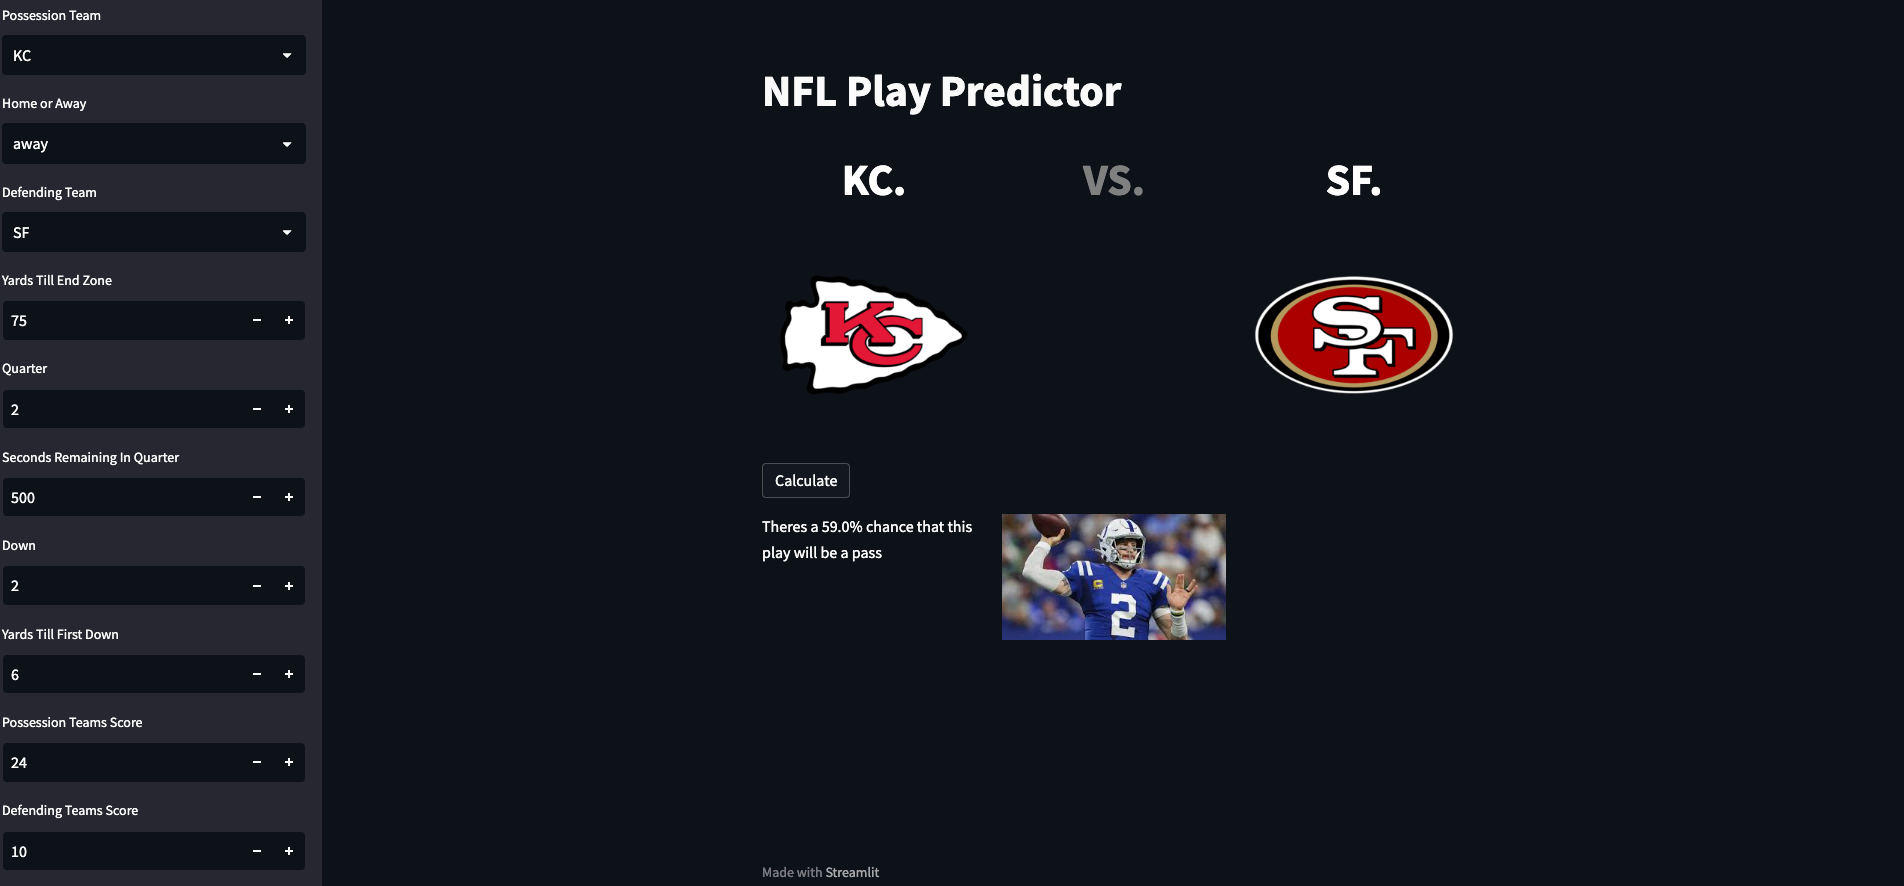 Possession Team
KC
Home or Away
away
Defending Team
SF
Yards Till End Zone
75
Quarter
2
Seconds Remaining In Quarter
500
Down
2
Yards Till First Down
6
Possession Teams Score
24
Defending Teams Score
10
NFL Play Predictor
KC. VS. SF.
KC
SF
Calculate
Theres a 59.0% chance that this
play will be a pass
2
Made with Streamlit